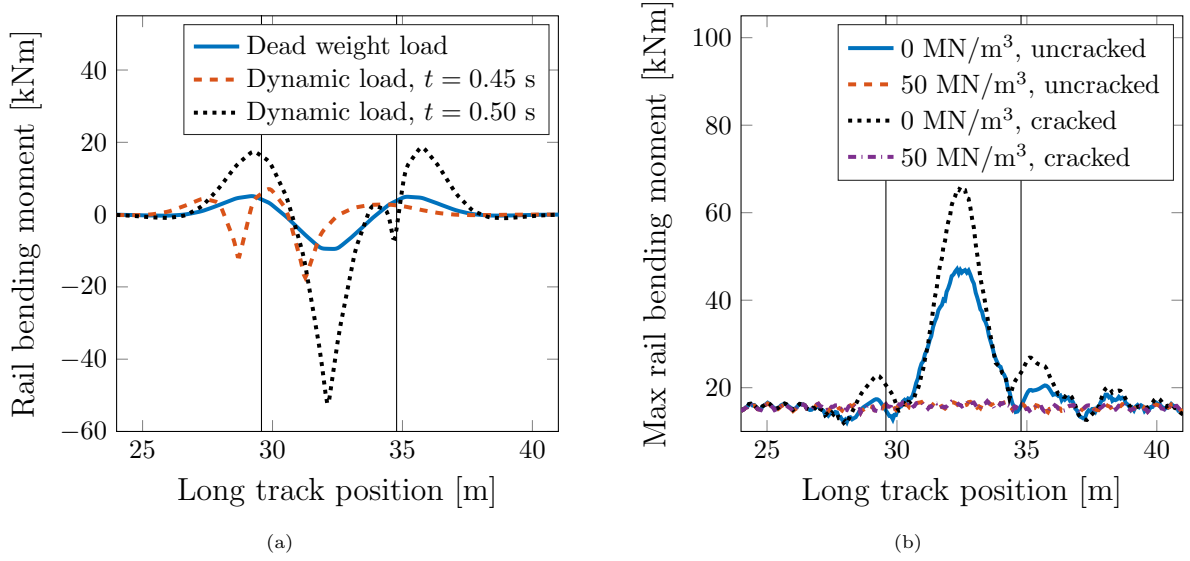 Rail bending moment [kNm]
40
20
0
−20
−40
−60
25
30
35
40
Long track position [m]
Dead weight load
Dynamic load, t = 0.45 s
Dynamic load, t = 0.50 s
(a)
Max rail bending moment [kNm]
100
80
60
40
20
25
30
35
40
Long track position [m]
0 MN/m³, uncracked
50 MN/m³, uncracked
0 MN/m³, cracked
50 MN/m³, cracked
(b)